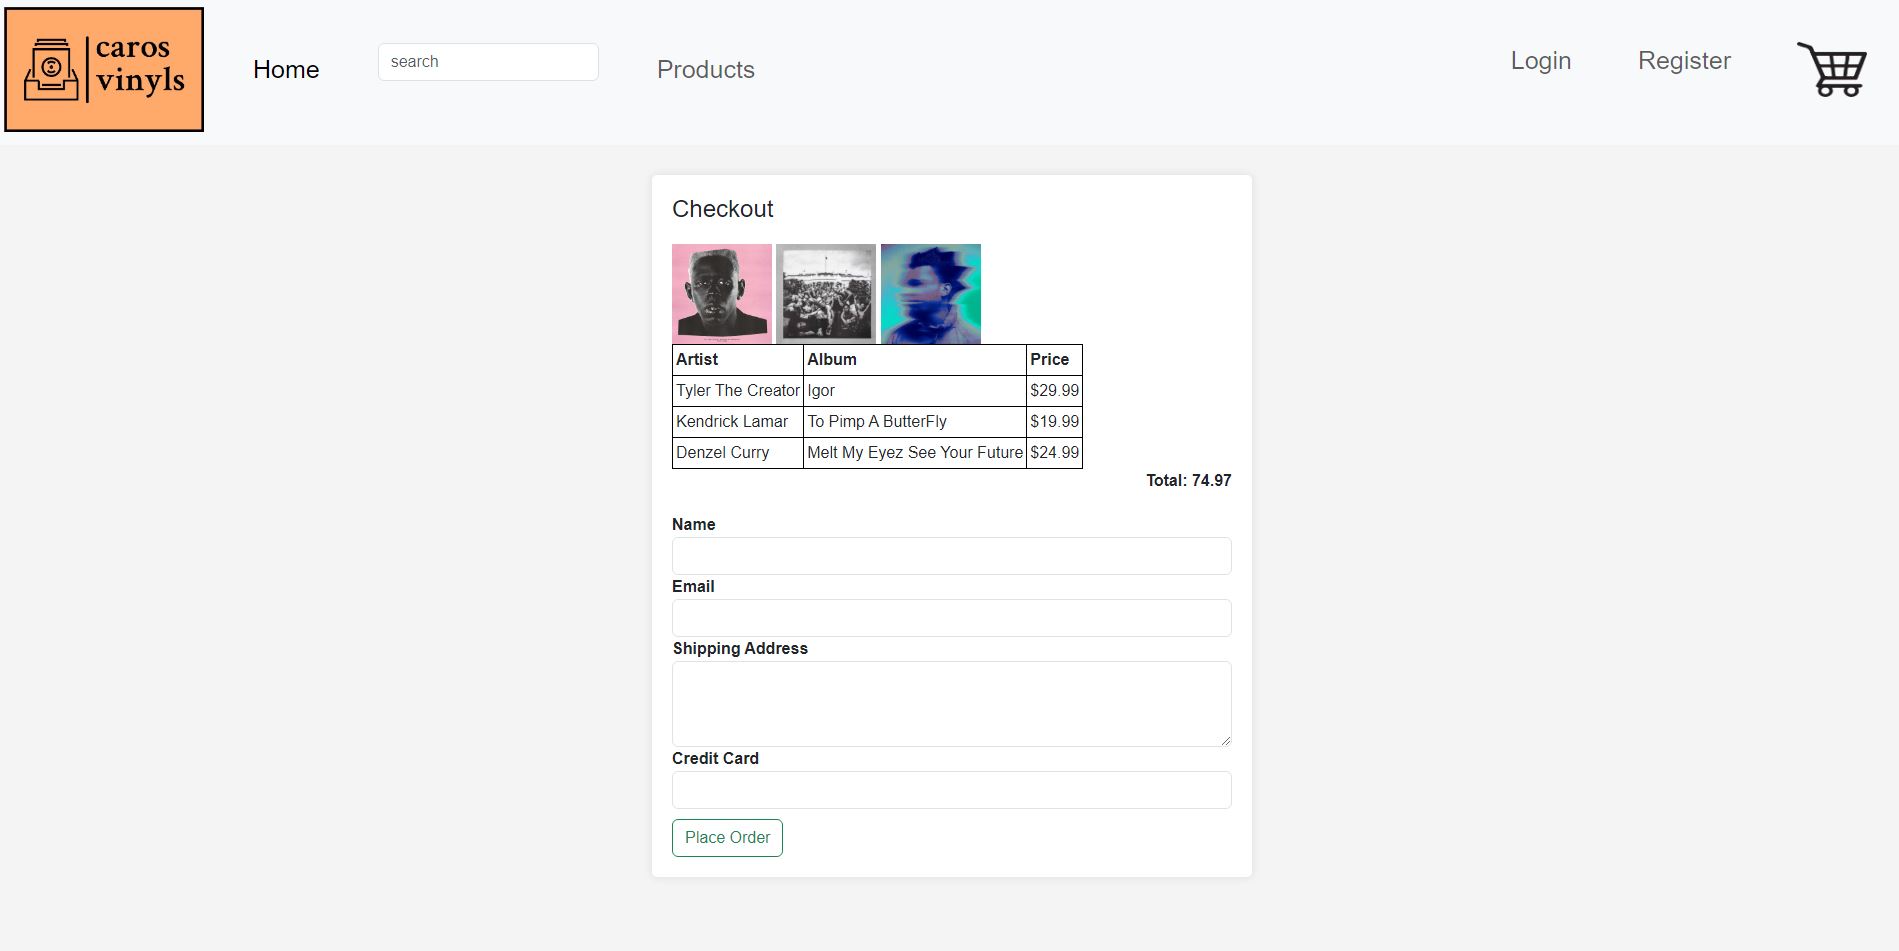 caros
vinyls
Home
search
Products
Login
Register
Checkout
Artist Album Price
Tyler The Creator Igor $29.99
Kendrick Lamar To Pimp A ButterFly $19.99
Denzel Curry Melt My Eyez See Your Future $24.99
Total: 74.97
Name
Email
Shipping Address
Credit Card
Place Order